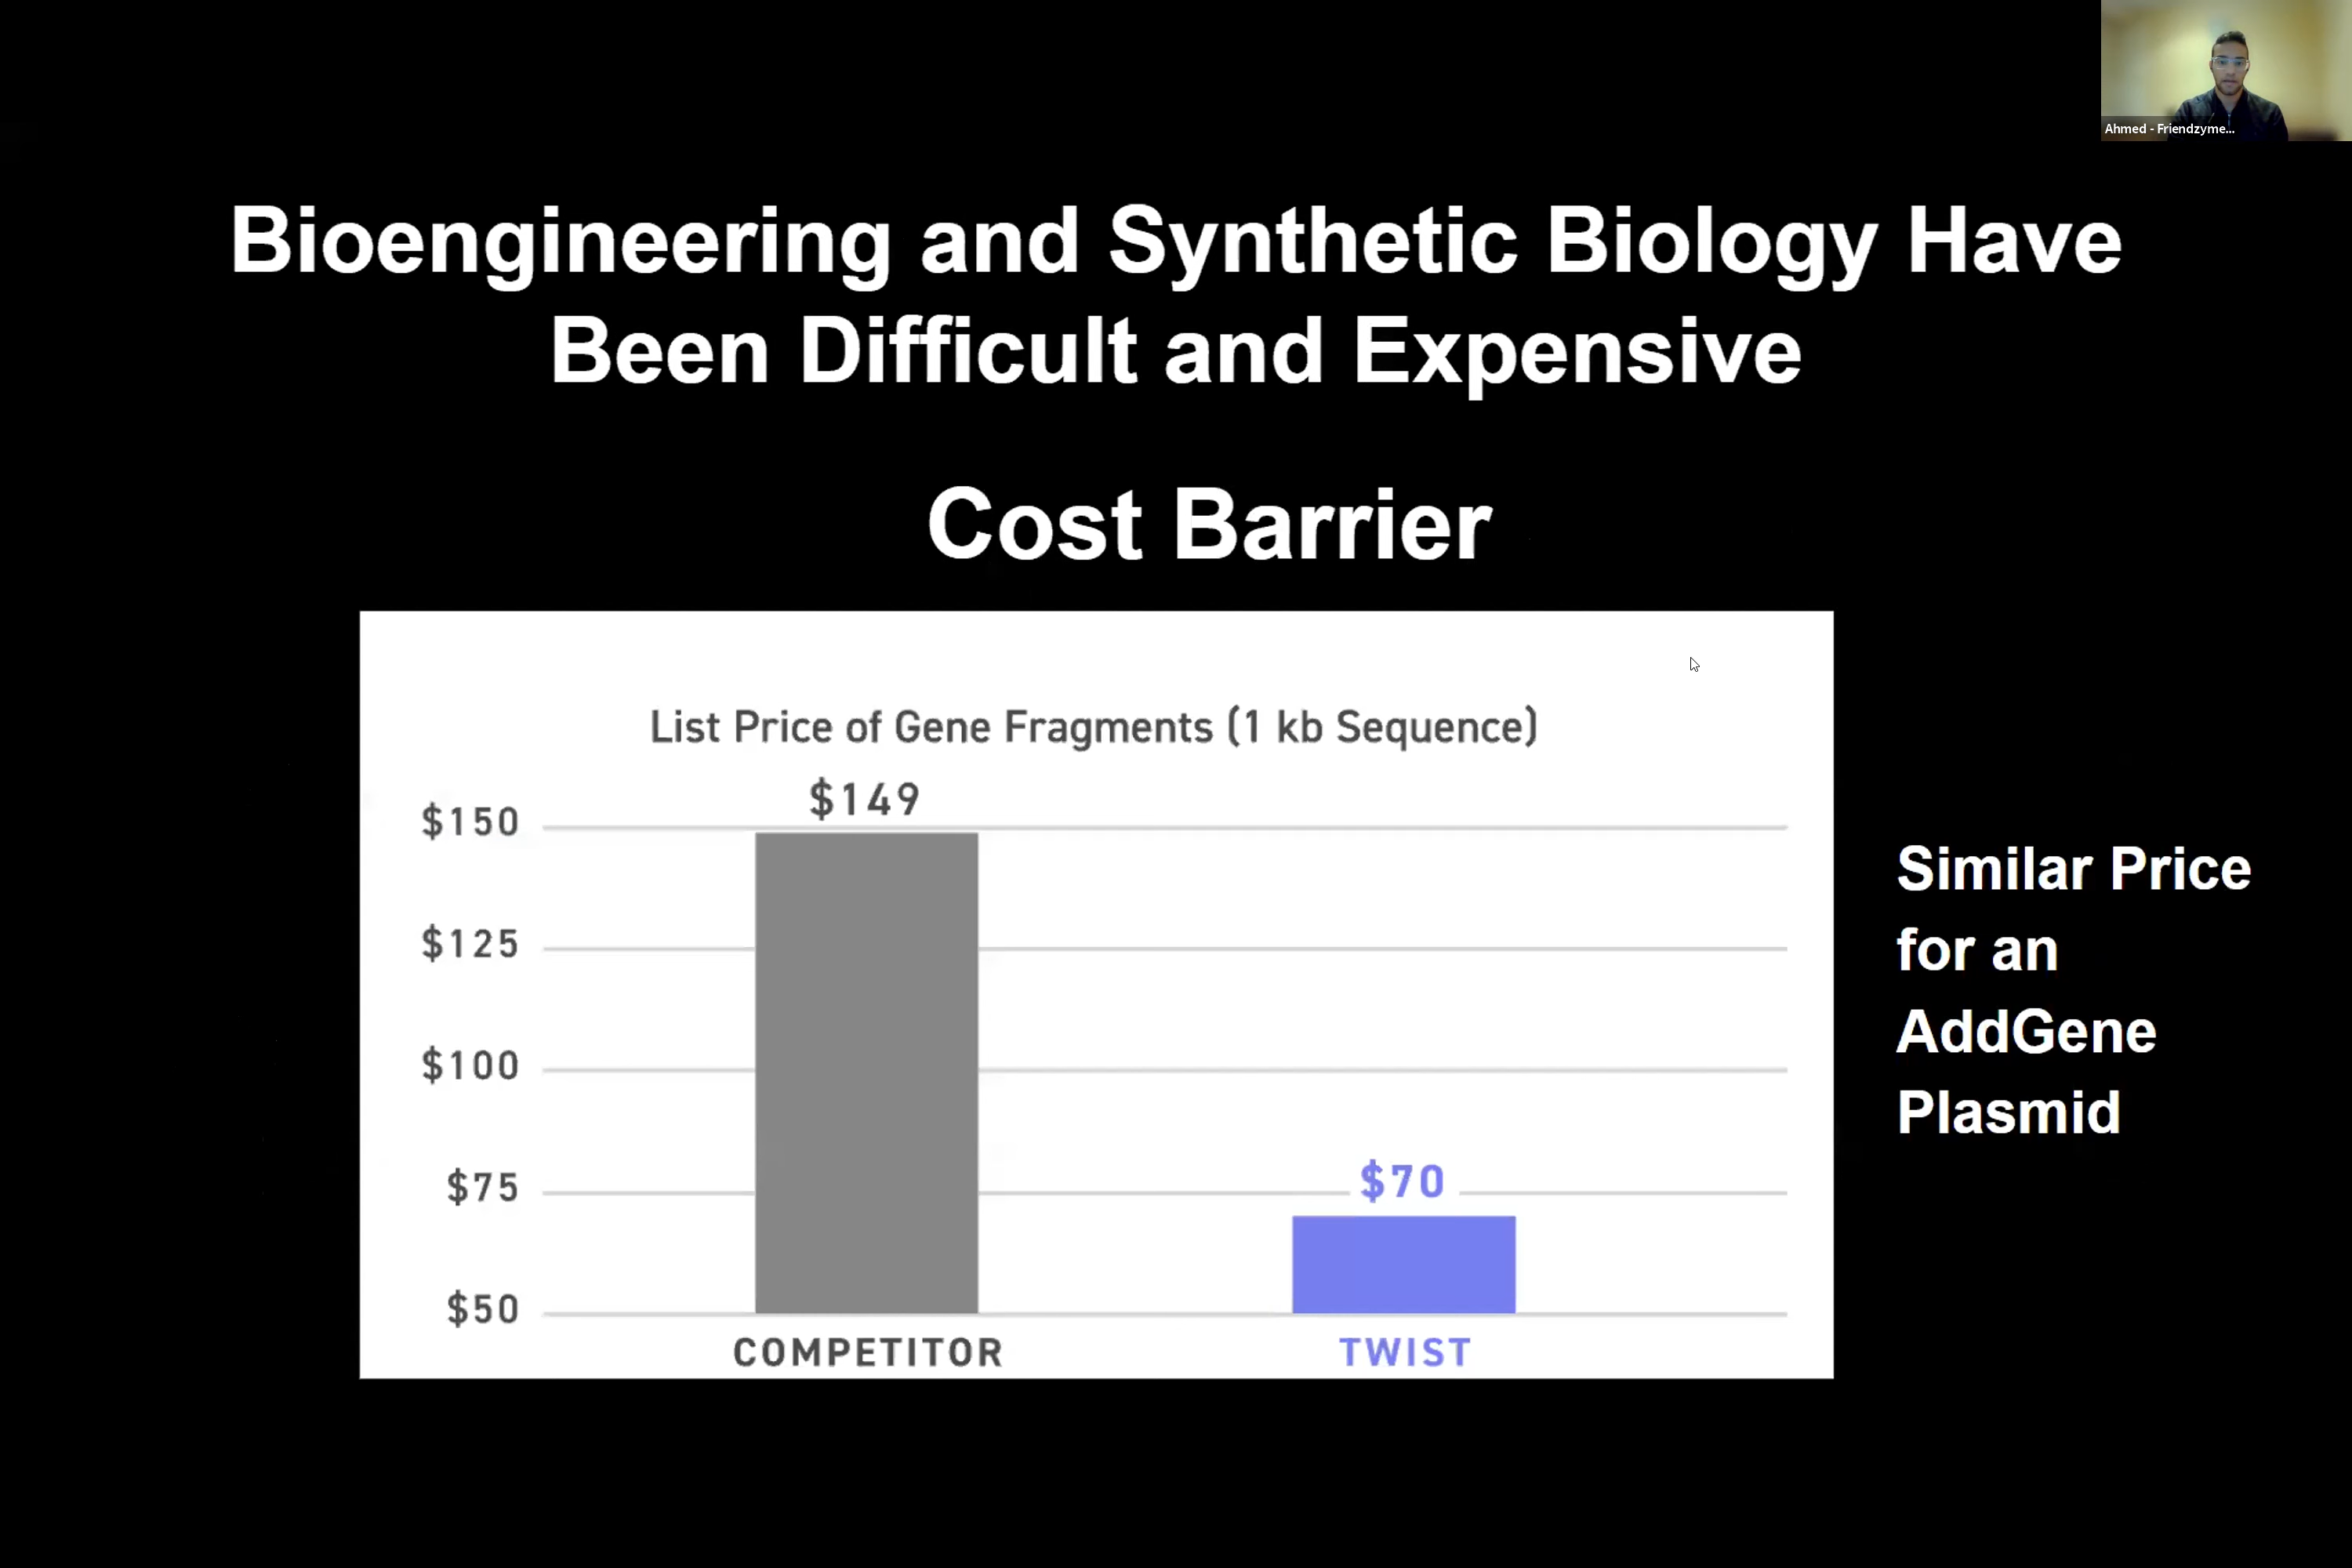 Ahmed - Friendzyme...
Bioengineering and Synthetic Biology Have
Been Difficult and Expensive
Cost Barrier
List Price of Gene Fragments (1 kb Sequence)
$149
$150
$125
$100
$75
$70
$50
COMPETITOR
TWIST
Similar Price
for an
AddGene
Plasmid